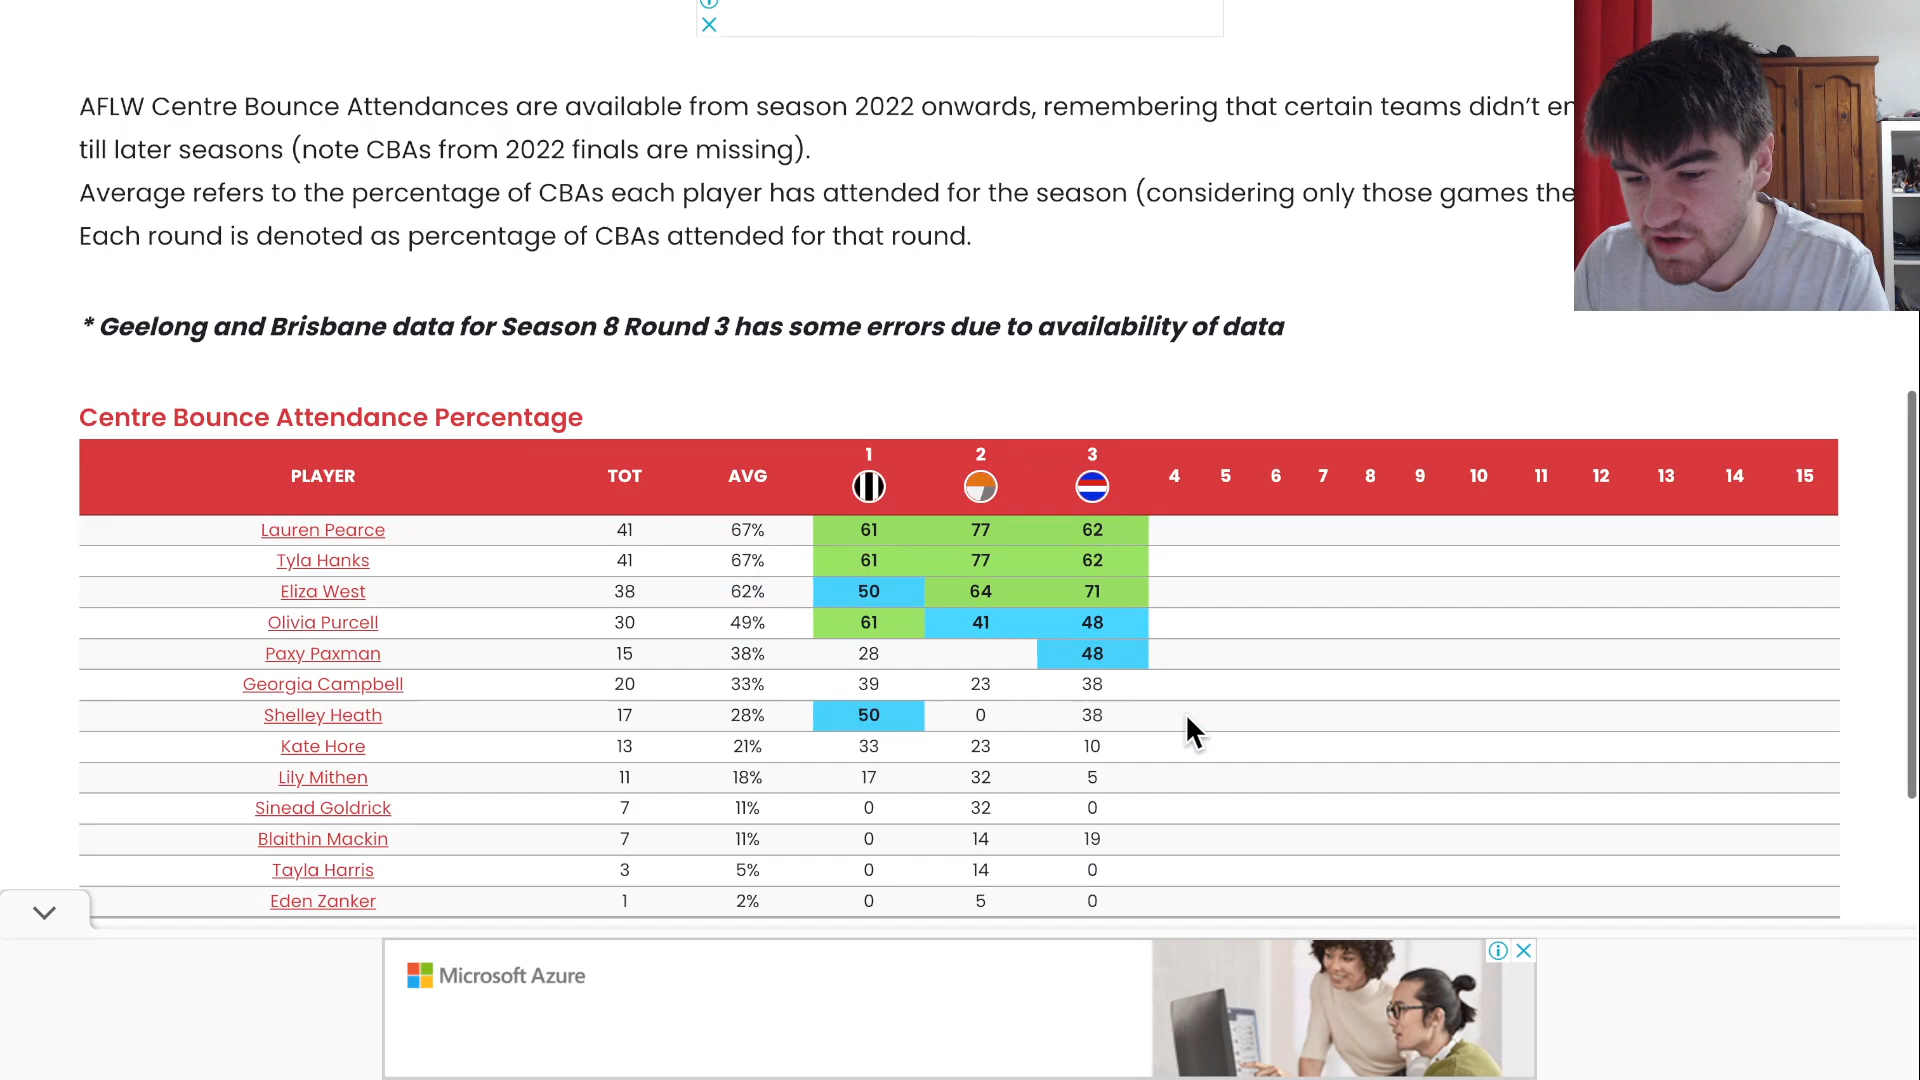 AFLW Centre Bounce Attendances are available from season 2022 onwards, remembering that certain teams didn't
till later seasons (note CBAs from 2022 finals are missing).
Average refers to the percentage of CBAs each player has attended for the season (considering only those games
Each round is denoted as percentage of CBAs attended for that round.
* Geelong and Brisbane data for Season 8 Round 3 has some errors due to availability of data
Centre Bounce Attendance Percentage
PLAYER TOT AVG 1 2 3 4 5 6 7 8 9 10 11 12 13 14 15
Lauren Pearce 41 67% 61 77 62
Tyla Hanks 41 67% 61 77 62
Eliza West 38 62% 50 64 71
Olivia Purcell 30 49% 61 41 48
Paxy Paxman 15 38% 28 48
Georgia Campbell 20 33% 39 23 38
Shelley Heath 17 28% 50 0 38
Kate Hore 13 21% 33 23 10
Lily Mithen 11 18% 17 32 5
Sinead Goldrick 7 11% 0 32 0
Blaithin Mackin 7 11% 0 14 19
Tayla Harris 3 5% 0 14 0
Eden Zanker 1 2% 0 5 0
Microsoft Azure